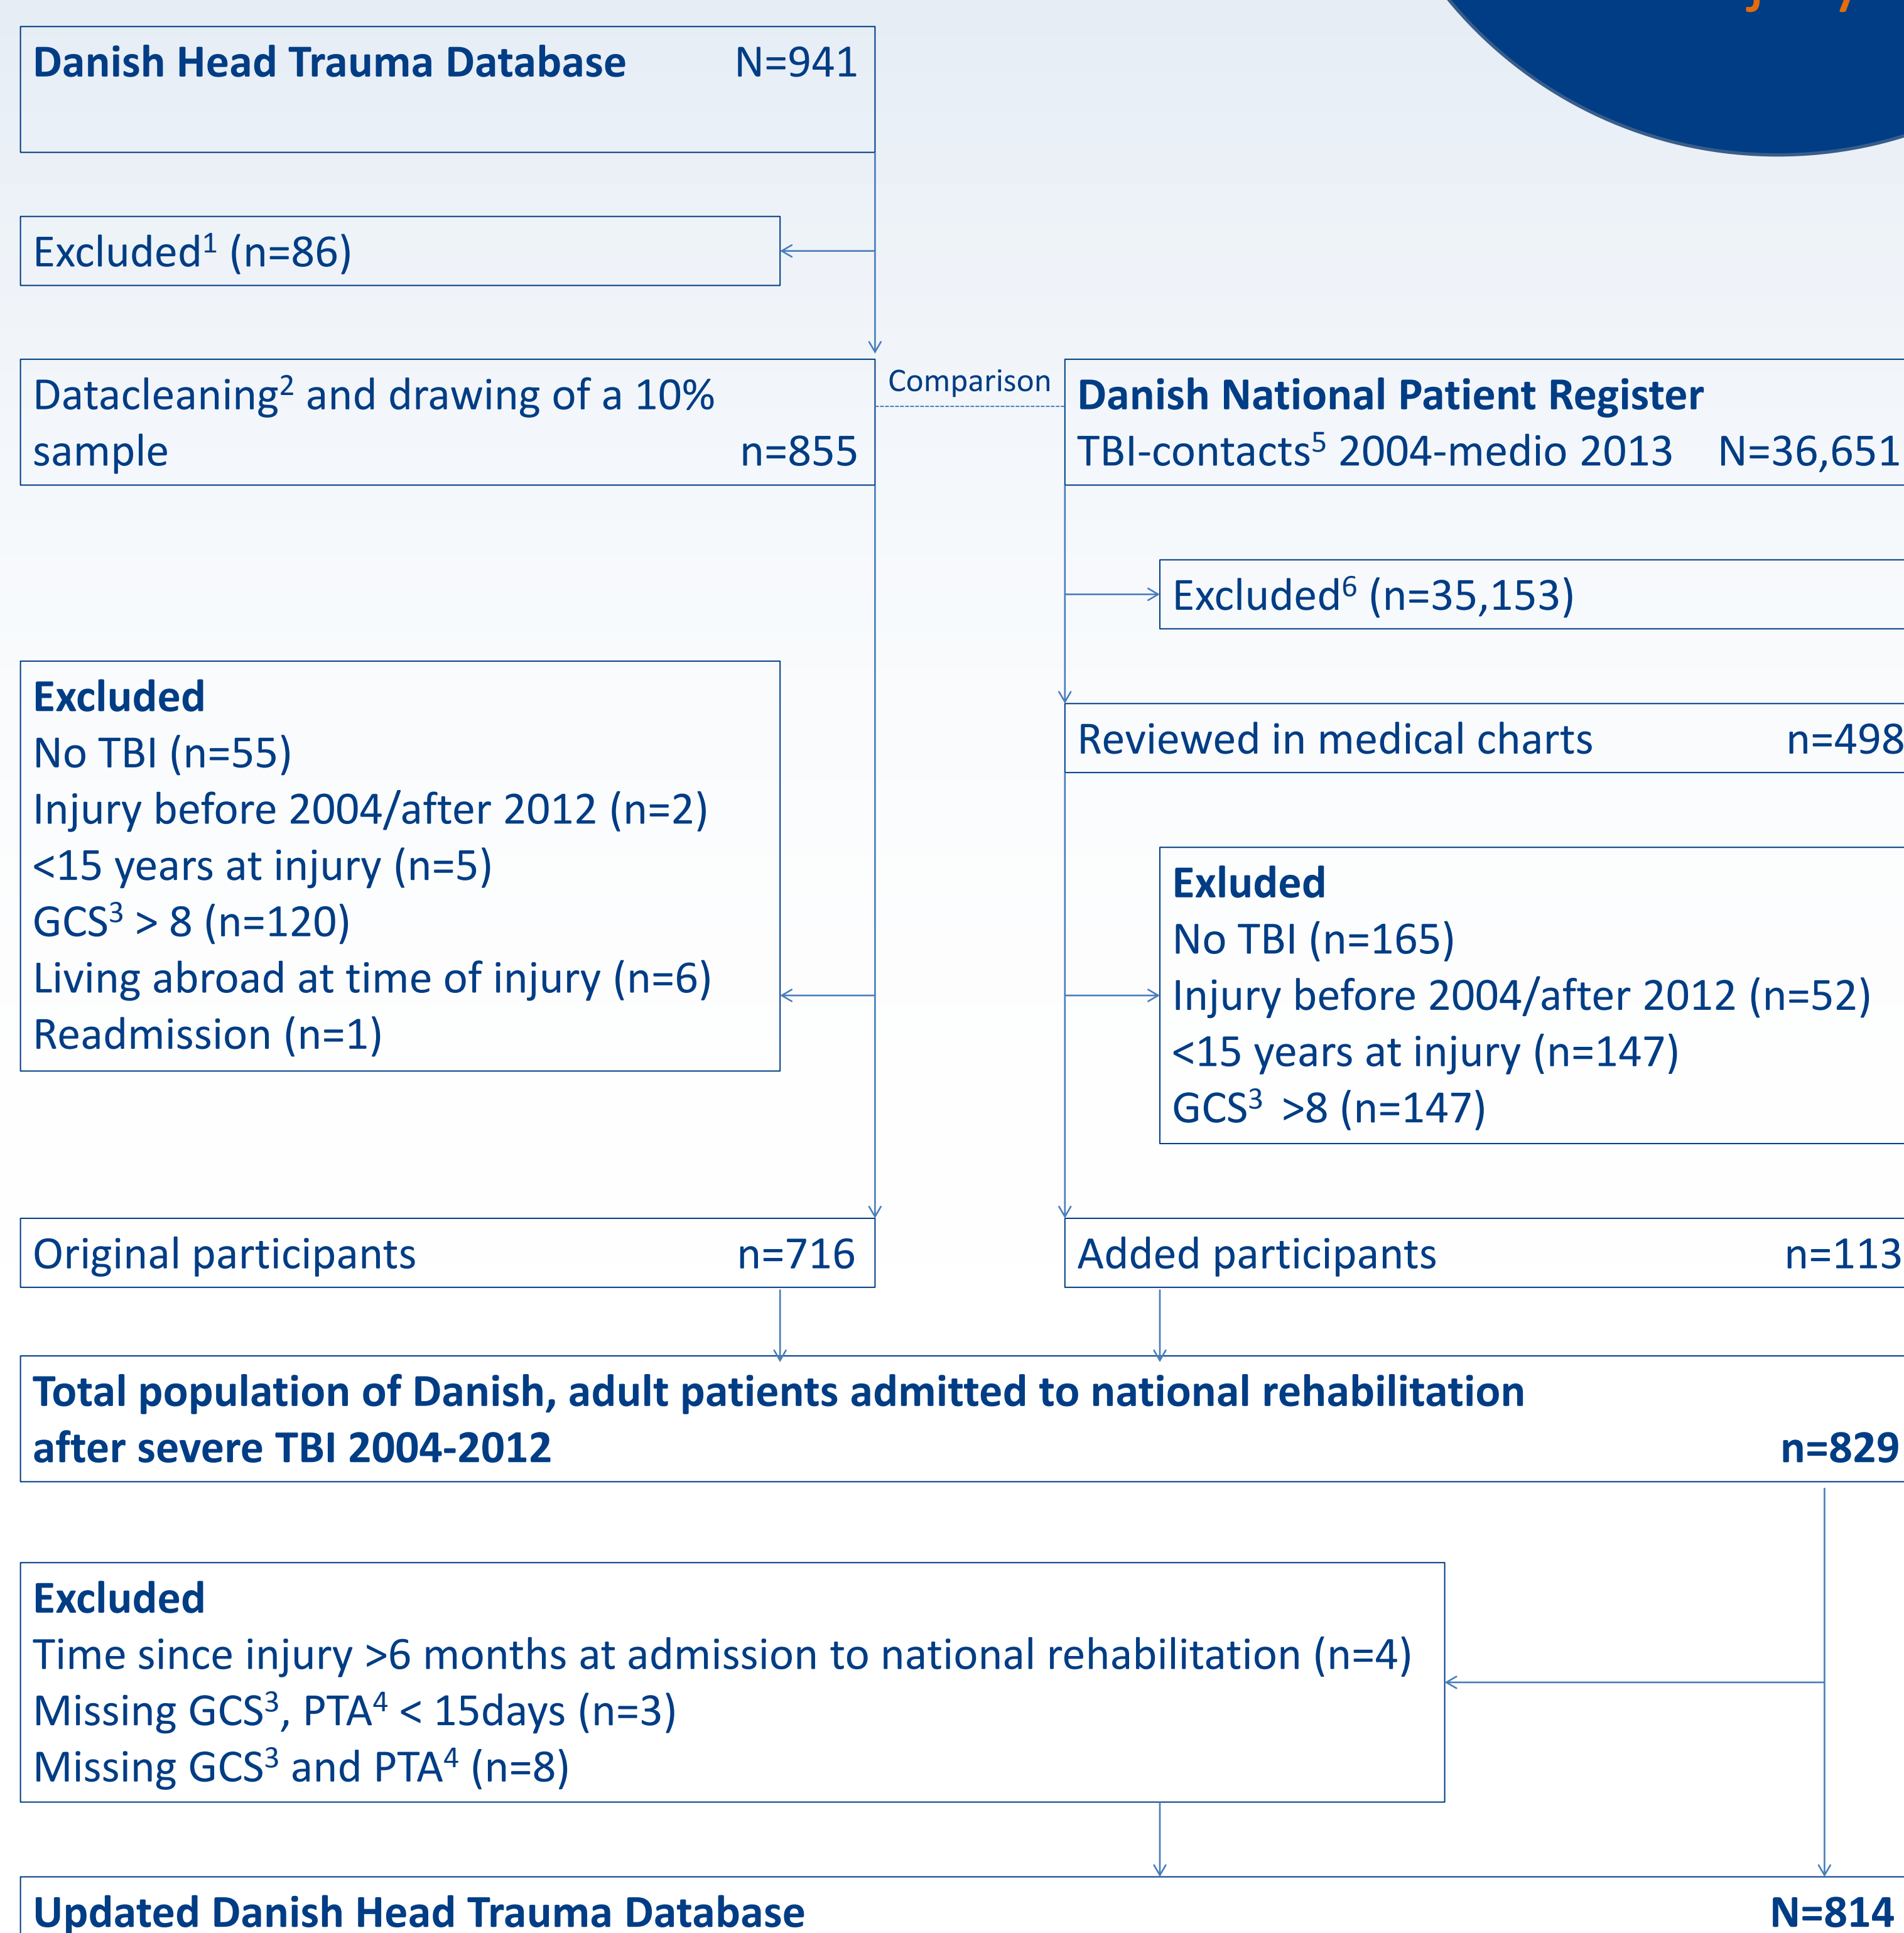 Danish Head Trauma Database N=941
Excluded¹ (n=86)
Datacleaning² and drawing of a 10%
sample n=855
Comparison
Danish National Patient Register
TBI-contacts⁵ 2004-medio 2013 N=36,651
Excluded⁶ (n=35,153)
Reviewed in medical charts n=498
Excluded
No TBI (n=55)
Injury before 2004/after 2012 (n=2)
<15 years at injury (n=5)
GCS³ > 8 (n=120)
Living abroad at time of injury (n=6)
Readmission (n=1)
Exluded
No TBI (n=165)
Injury before 2004/after 2012 (n=52)
<15 years at injury (n=147)
GCS³ >8 (n=147)
Original participants n=716
Added participants n=113
Total population of Danish, adult patients admitted to national rehabilitation
after severe TBI 2004-2012 n=829
Excluded
Time since injury >6 months at admission to national rehabilitation (n=4)
Missing GCS³, PTA⁴ < 15days (n=3)
Missing GCS³ and PTA⁴ (n=8)
Updated Danish Head Trauma Database N=814